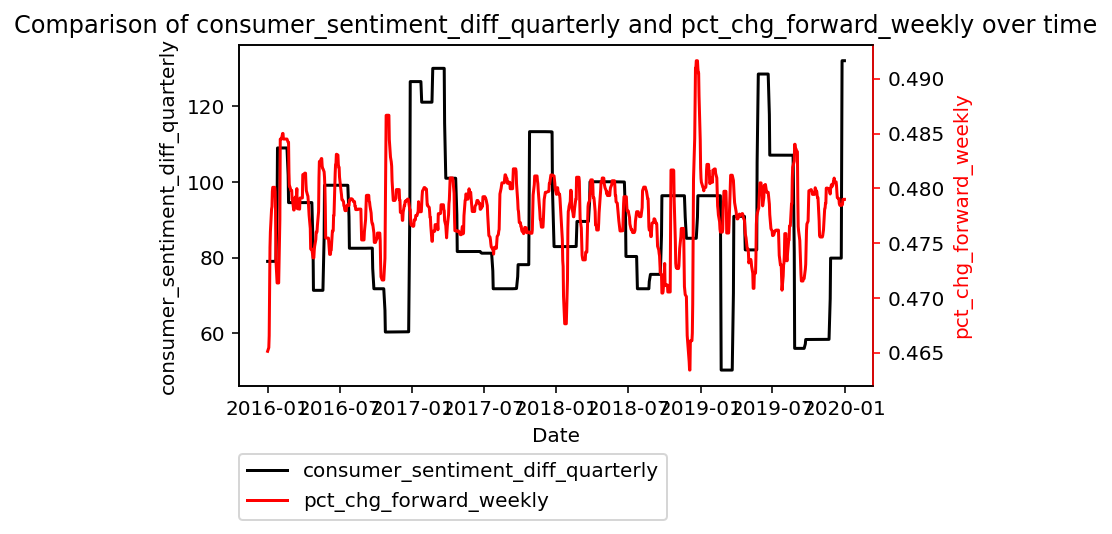 Comparison of consumer_sentiment_diff_quarterly and pct_chg_forward_weekly over time
consumer_sentiment_diff_quarterly
120
100
80
60
0.490
0.485
0.480
0.475
0.470
0.465
pct_chg_forward_weekly
2016-01 2016-07 2017-01 2017-07 2018-01 2018-07 2019-01 2019-07 2020-01
Date
consumer_sentiment_diff_quarterly
pct_chg_forward_weekly